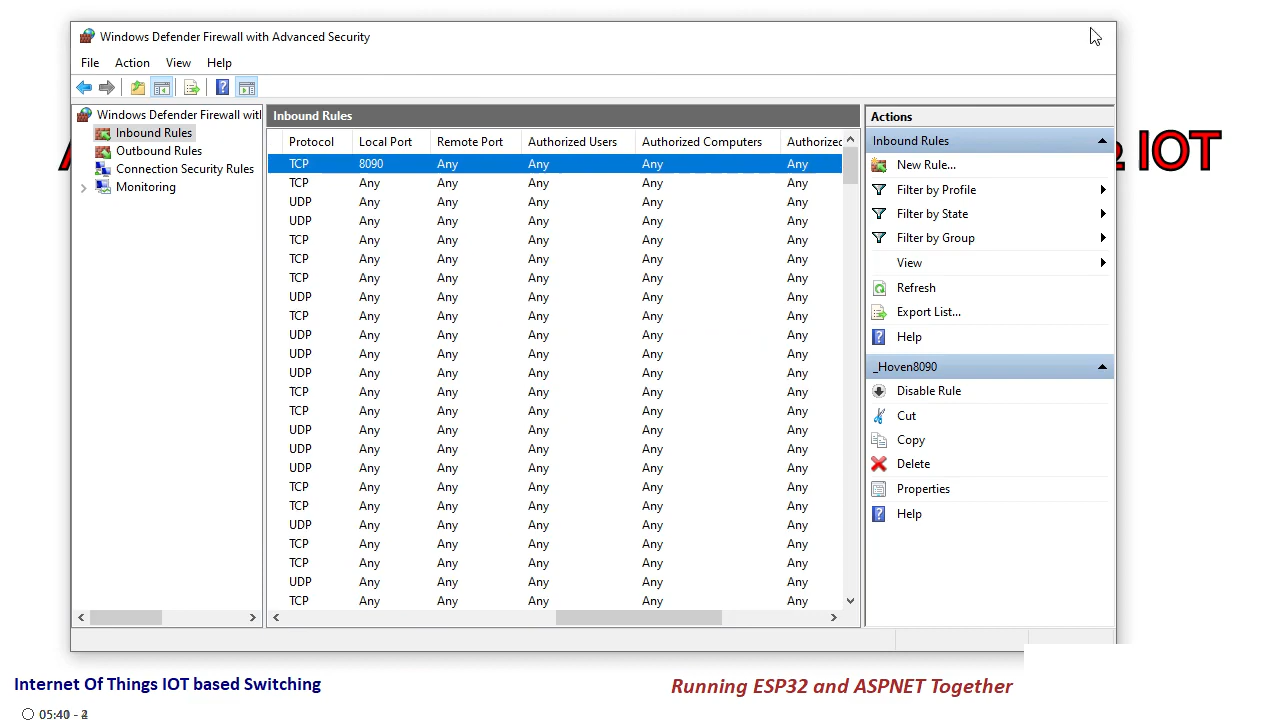 Windows Defender Firewall with Advanced Security
File Action View Help
Windows Defender Firewall witl
Inbound Rules
Outbound Rules
Connection Security Rules
Monitoring
Inbound Rules
Protocol Local Port Remote Port Authorized Users Authorized Computers Authorized
TCP 8090 Any Any Any Any
TCP Any Any Any Any Any
UDP Any Any Any Any Any
UDP Any Any Any Any Any
TCP Any Any Any Any Any
TCP Any Any Any Any Any
TCP Any Any Any Any Any
UDP Any Any Any Any Any
TCP Any Any Any Any Any
UDP Any Any Any Any Any
UDP Any Any Any Any Any
UDP Any Any Any Any Any
TCP Any Any Any Any Any
TCP Any Any Any Any Any
UDP Any Any Any Any Any
UDP Any Any Any Any Any
UDP Any Any Any Any Any
TCP Any Any Any Any Any
TCP Any Any Any Any Any
UDP Any Any Any Any Any
TCP Any Any Any Any Any
TCP Any Any Any Any Any
UDP Any Any Any Any Any
TCP Any Any Any Any Any
Actions
Inbound Rules
New Rule...
Filter by Profile
Filter by State
Filter by Group
View
Refresh
Export List...
Help
_Hoven8090
Disable Rule
Cut
Copy
Delete
Properties
Help
IOT
Internet Of Things IOT based Switching
Running ESP32 and ASPNET Together